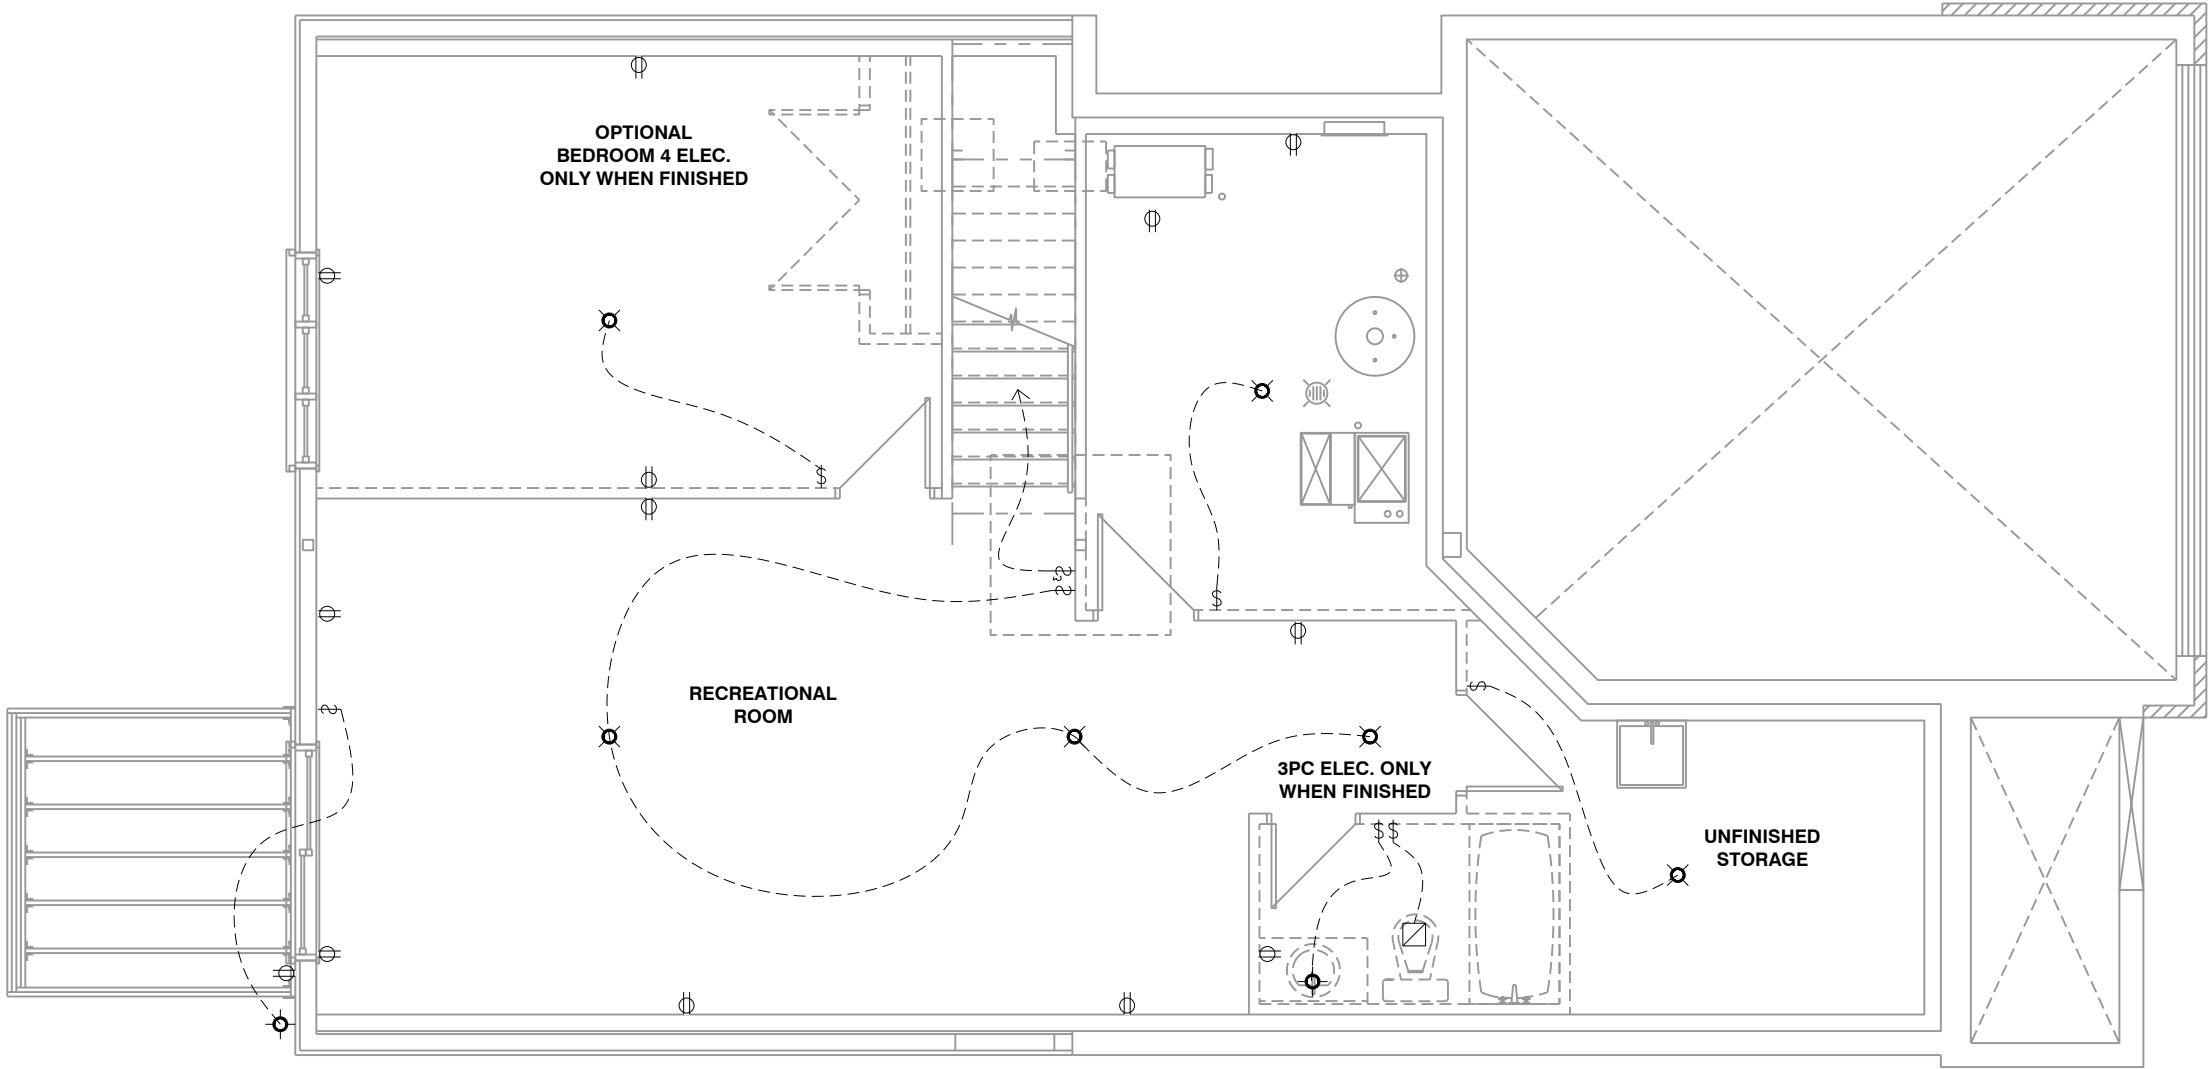 OPTIONAL
BEDROOM 4 ELEC.
ONLY WHEN FINISHED
RECREATIONAL
ROOM
3PC ELEC. ONLY
WHEN FINISHED
UNFINISHED
STORAGE